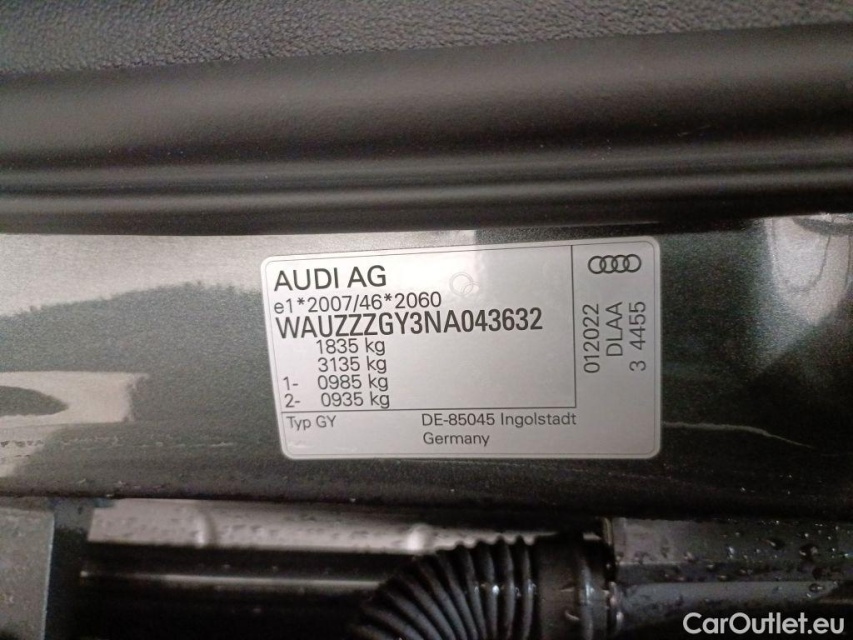 AUDI AG
e1*2007/46*2060
WAUZZZGY3NA043632
1835 kg
3135 kg
1- 0985 kg
2- 0935 kg
Typ GY
DE-85045 Ingolstadt
Germany
012022
DLAA
3 4455
CarOutlet.eu